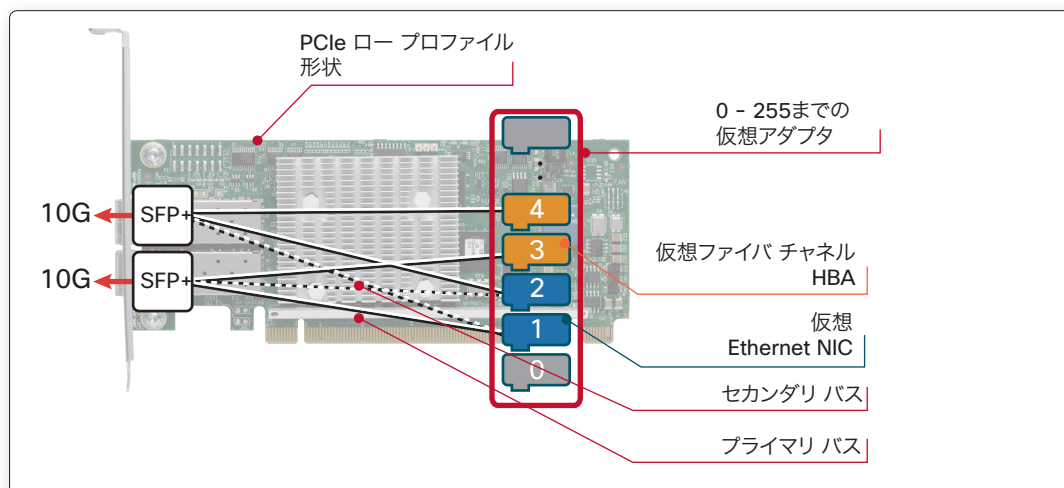 PCIe ロー プロファイル
形状
0 - 255までの
仮想アダプタ
10G
SFP+
4
3
仮想ファイバ チャネル
HBA
10G
SFP+
2
1
仮想
Ethernet NIC
0
セカンダリ バス
プライマリ バス